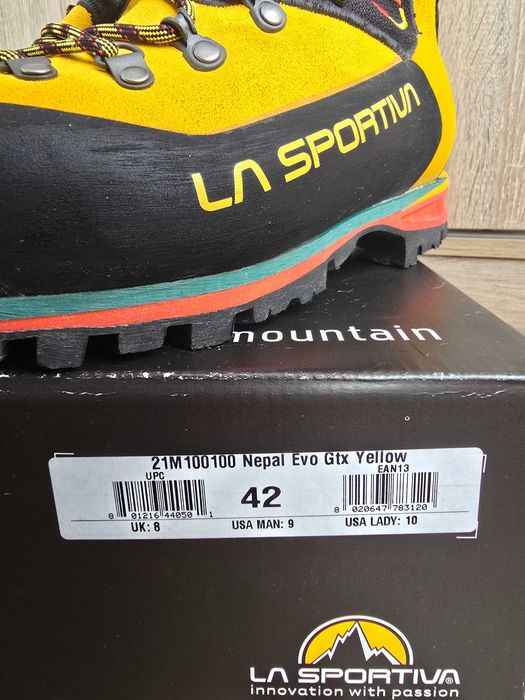 LA SPORTIVA
mountain
21M100100 Nepal Evo Gtx Yellow
UPC
EAN13
42
8 01216 44050 1
8 020647 783120
UK: 8
USA MAN: 9
USA LADY: 10
LA SPORTIVA®
innovation with passion